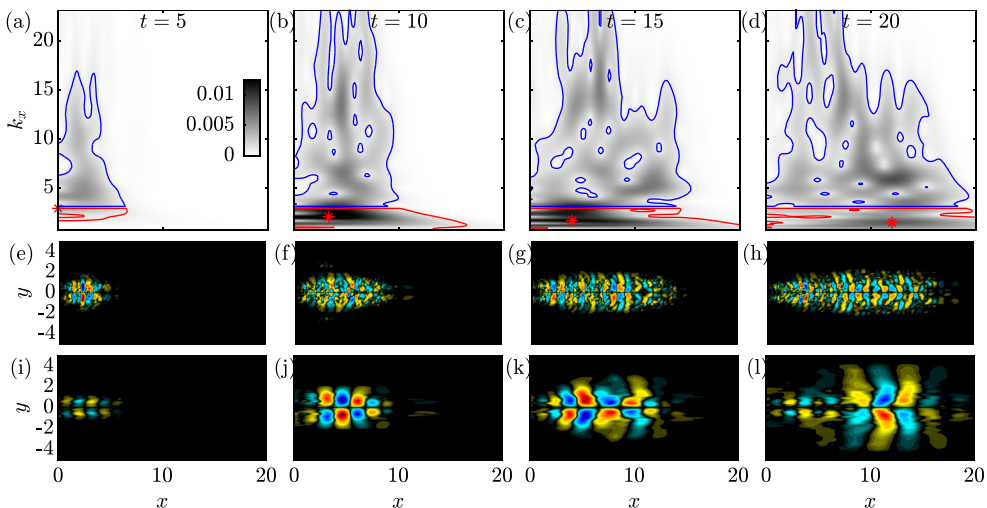 (a) t = 5 (b) t = 10 (c) t = 15 (d) t = 20
20
15
10
5
k_x
0.01
0.005
0
(e) (f) (g) (h)
4
2
0
-2
-4
y
(i) (j) (k) (l)
4
2
0
-2
-4
y
0 10 20 0 10 20 0 10 20 0 10 20
x x x x